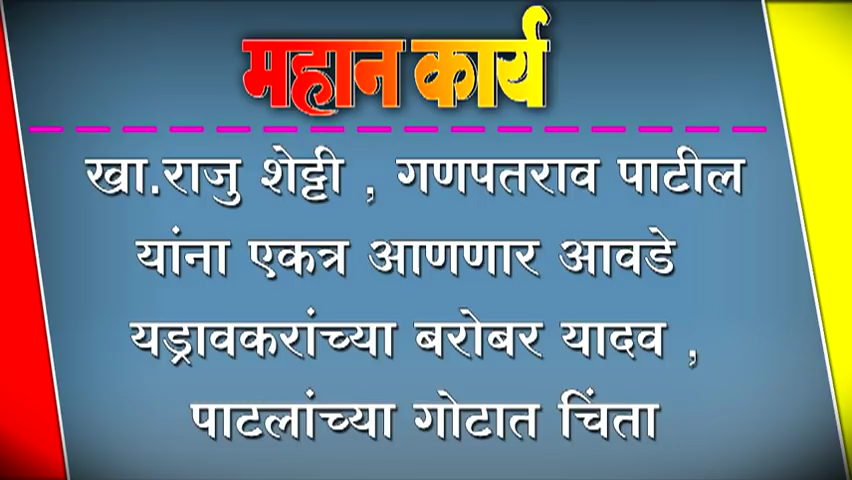 महान कार्य
खा.राजु शेट्टी , गणपतराव पाटील
यांना एकत्र आणणार आवडे
यड्रावकरांच्या बरोबर यादव ,
पाटलांच्या गोटात चिंता